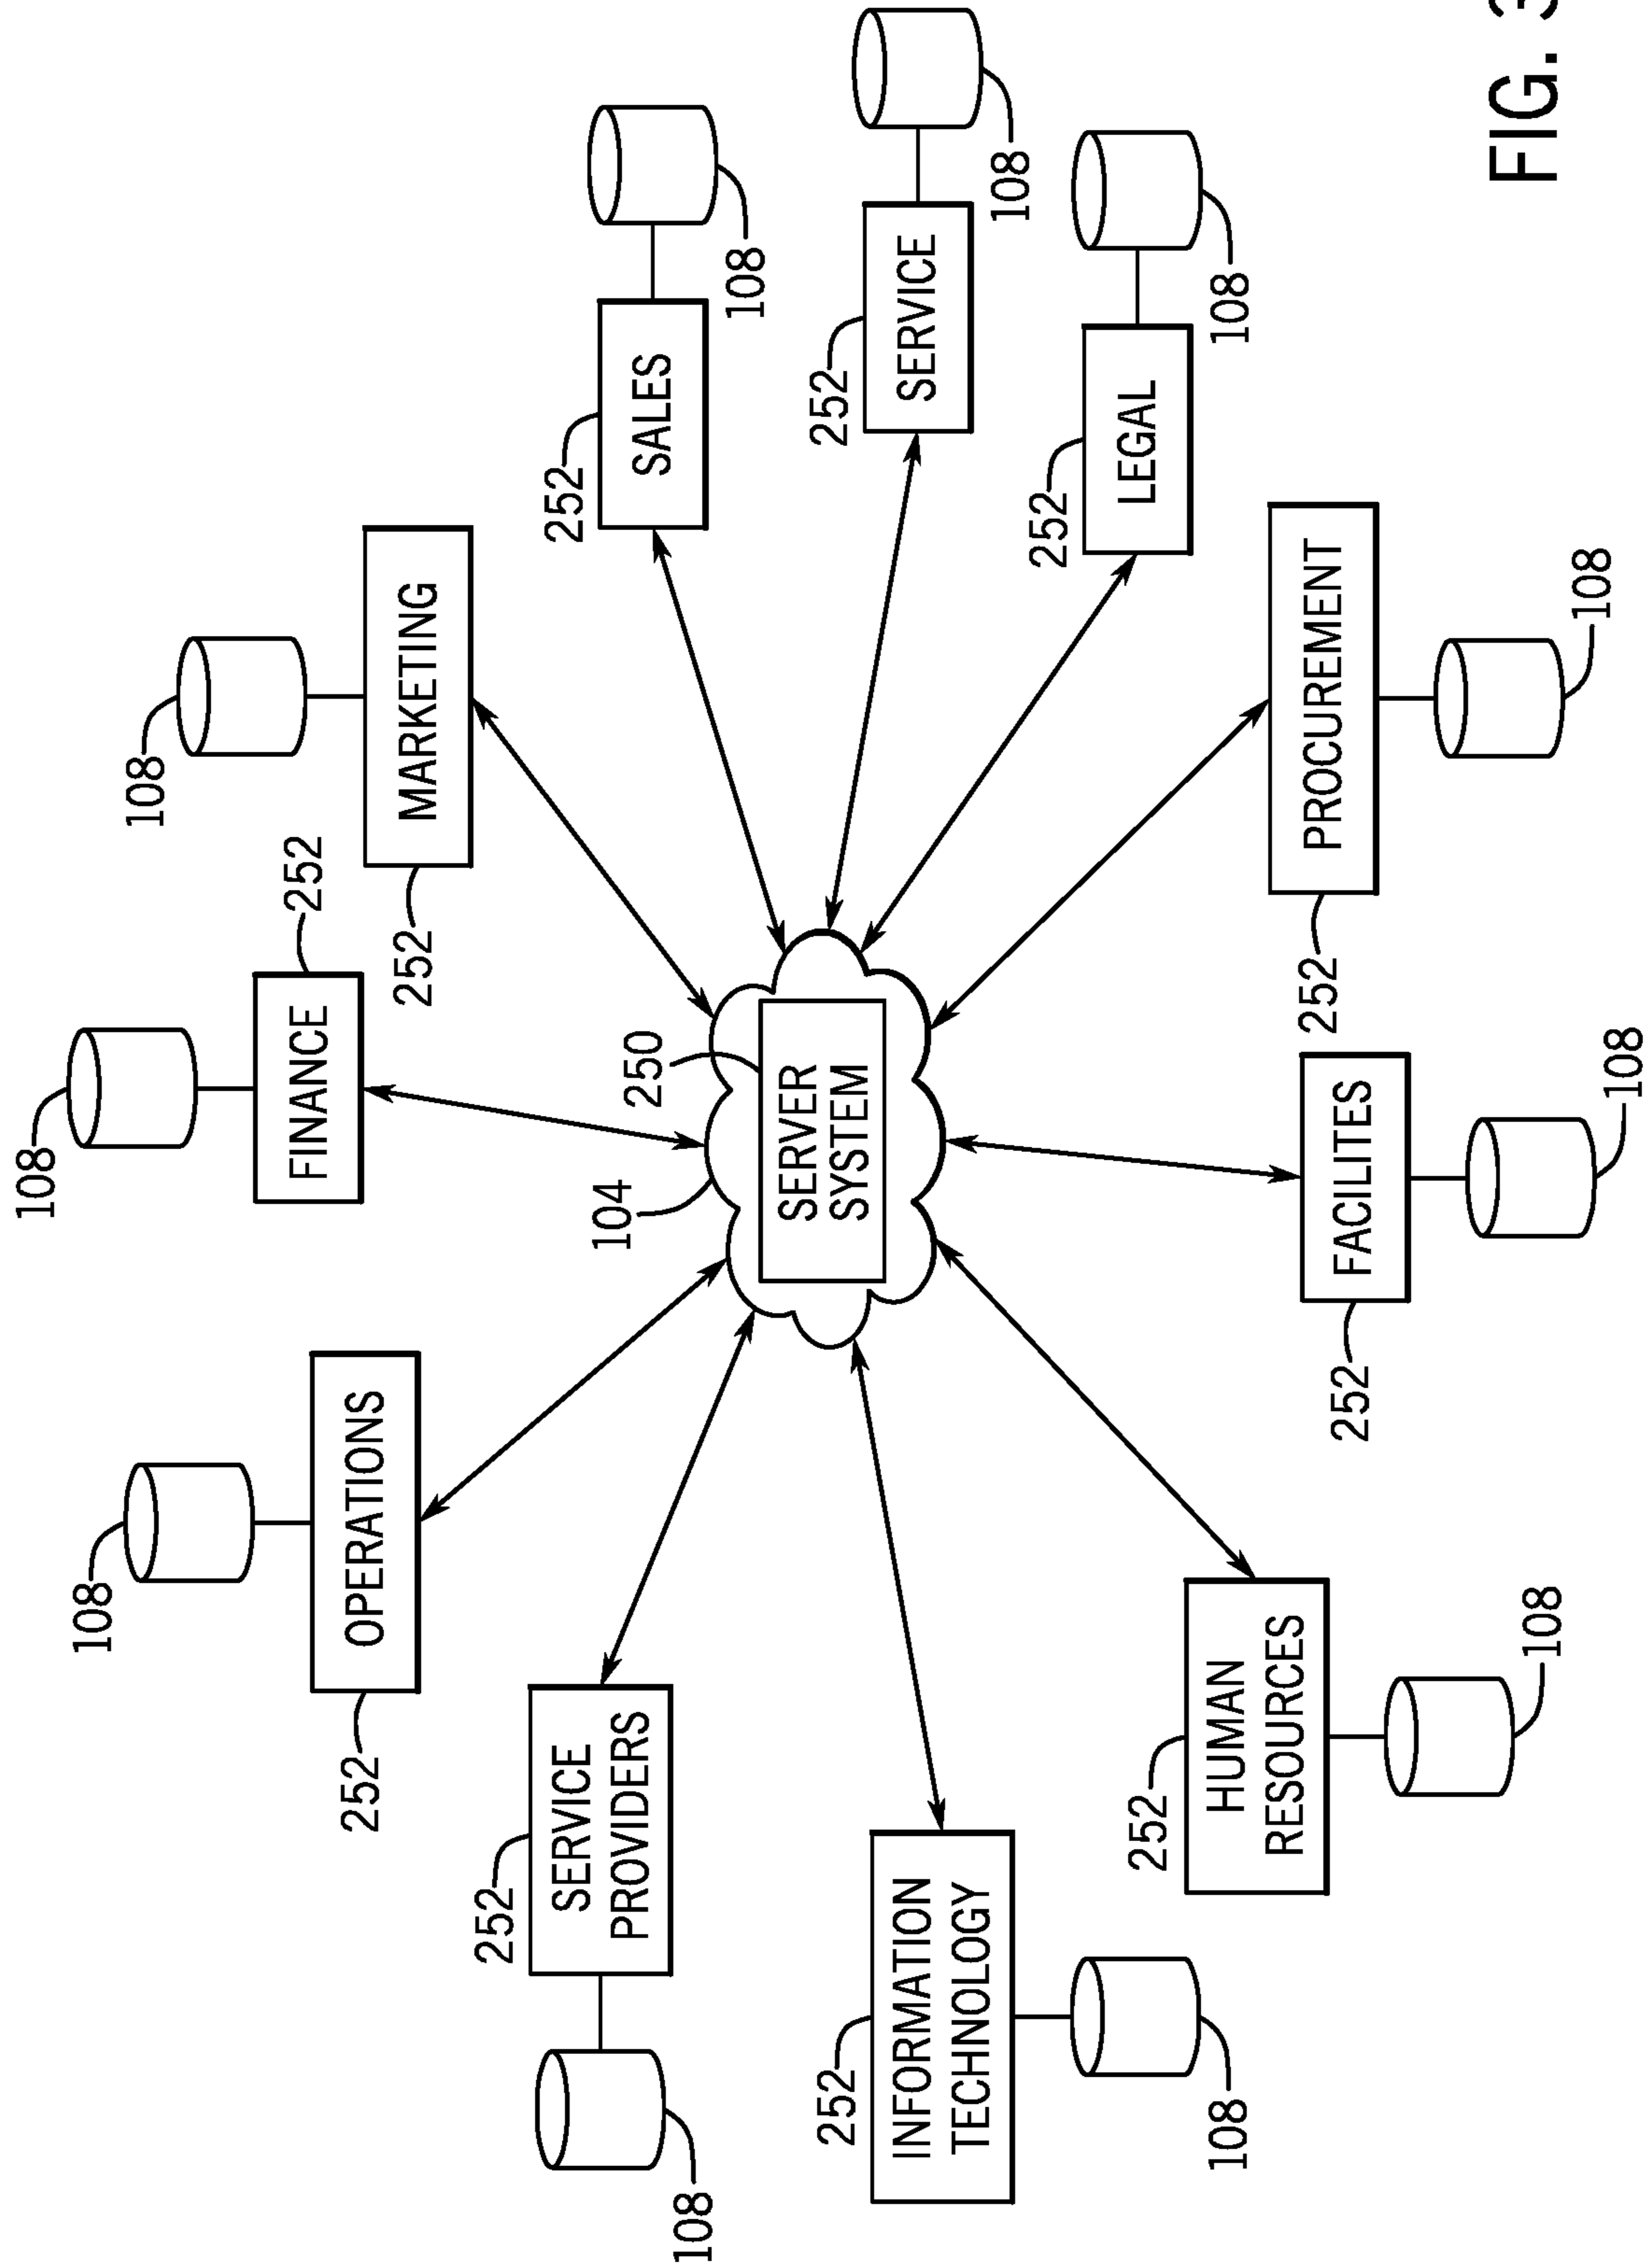 108
108
108
252
FINANCE
OPERATIONS
252
MARKETING
252
252
252
SERVICE
PROVIDERS
104
250
SALES
108
108
SERVER
SYSTEM
252
252
SERVICE
INFORMATION
TECHNOLOGY
108
252
LEGAL
252
108
108
HUMAN
RESOURCES
252
PROCUREMENT
252
FACILITES
108
FIG. 3
108
108